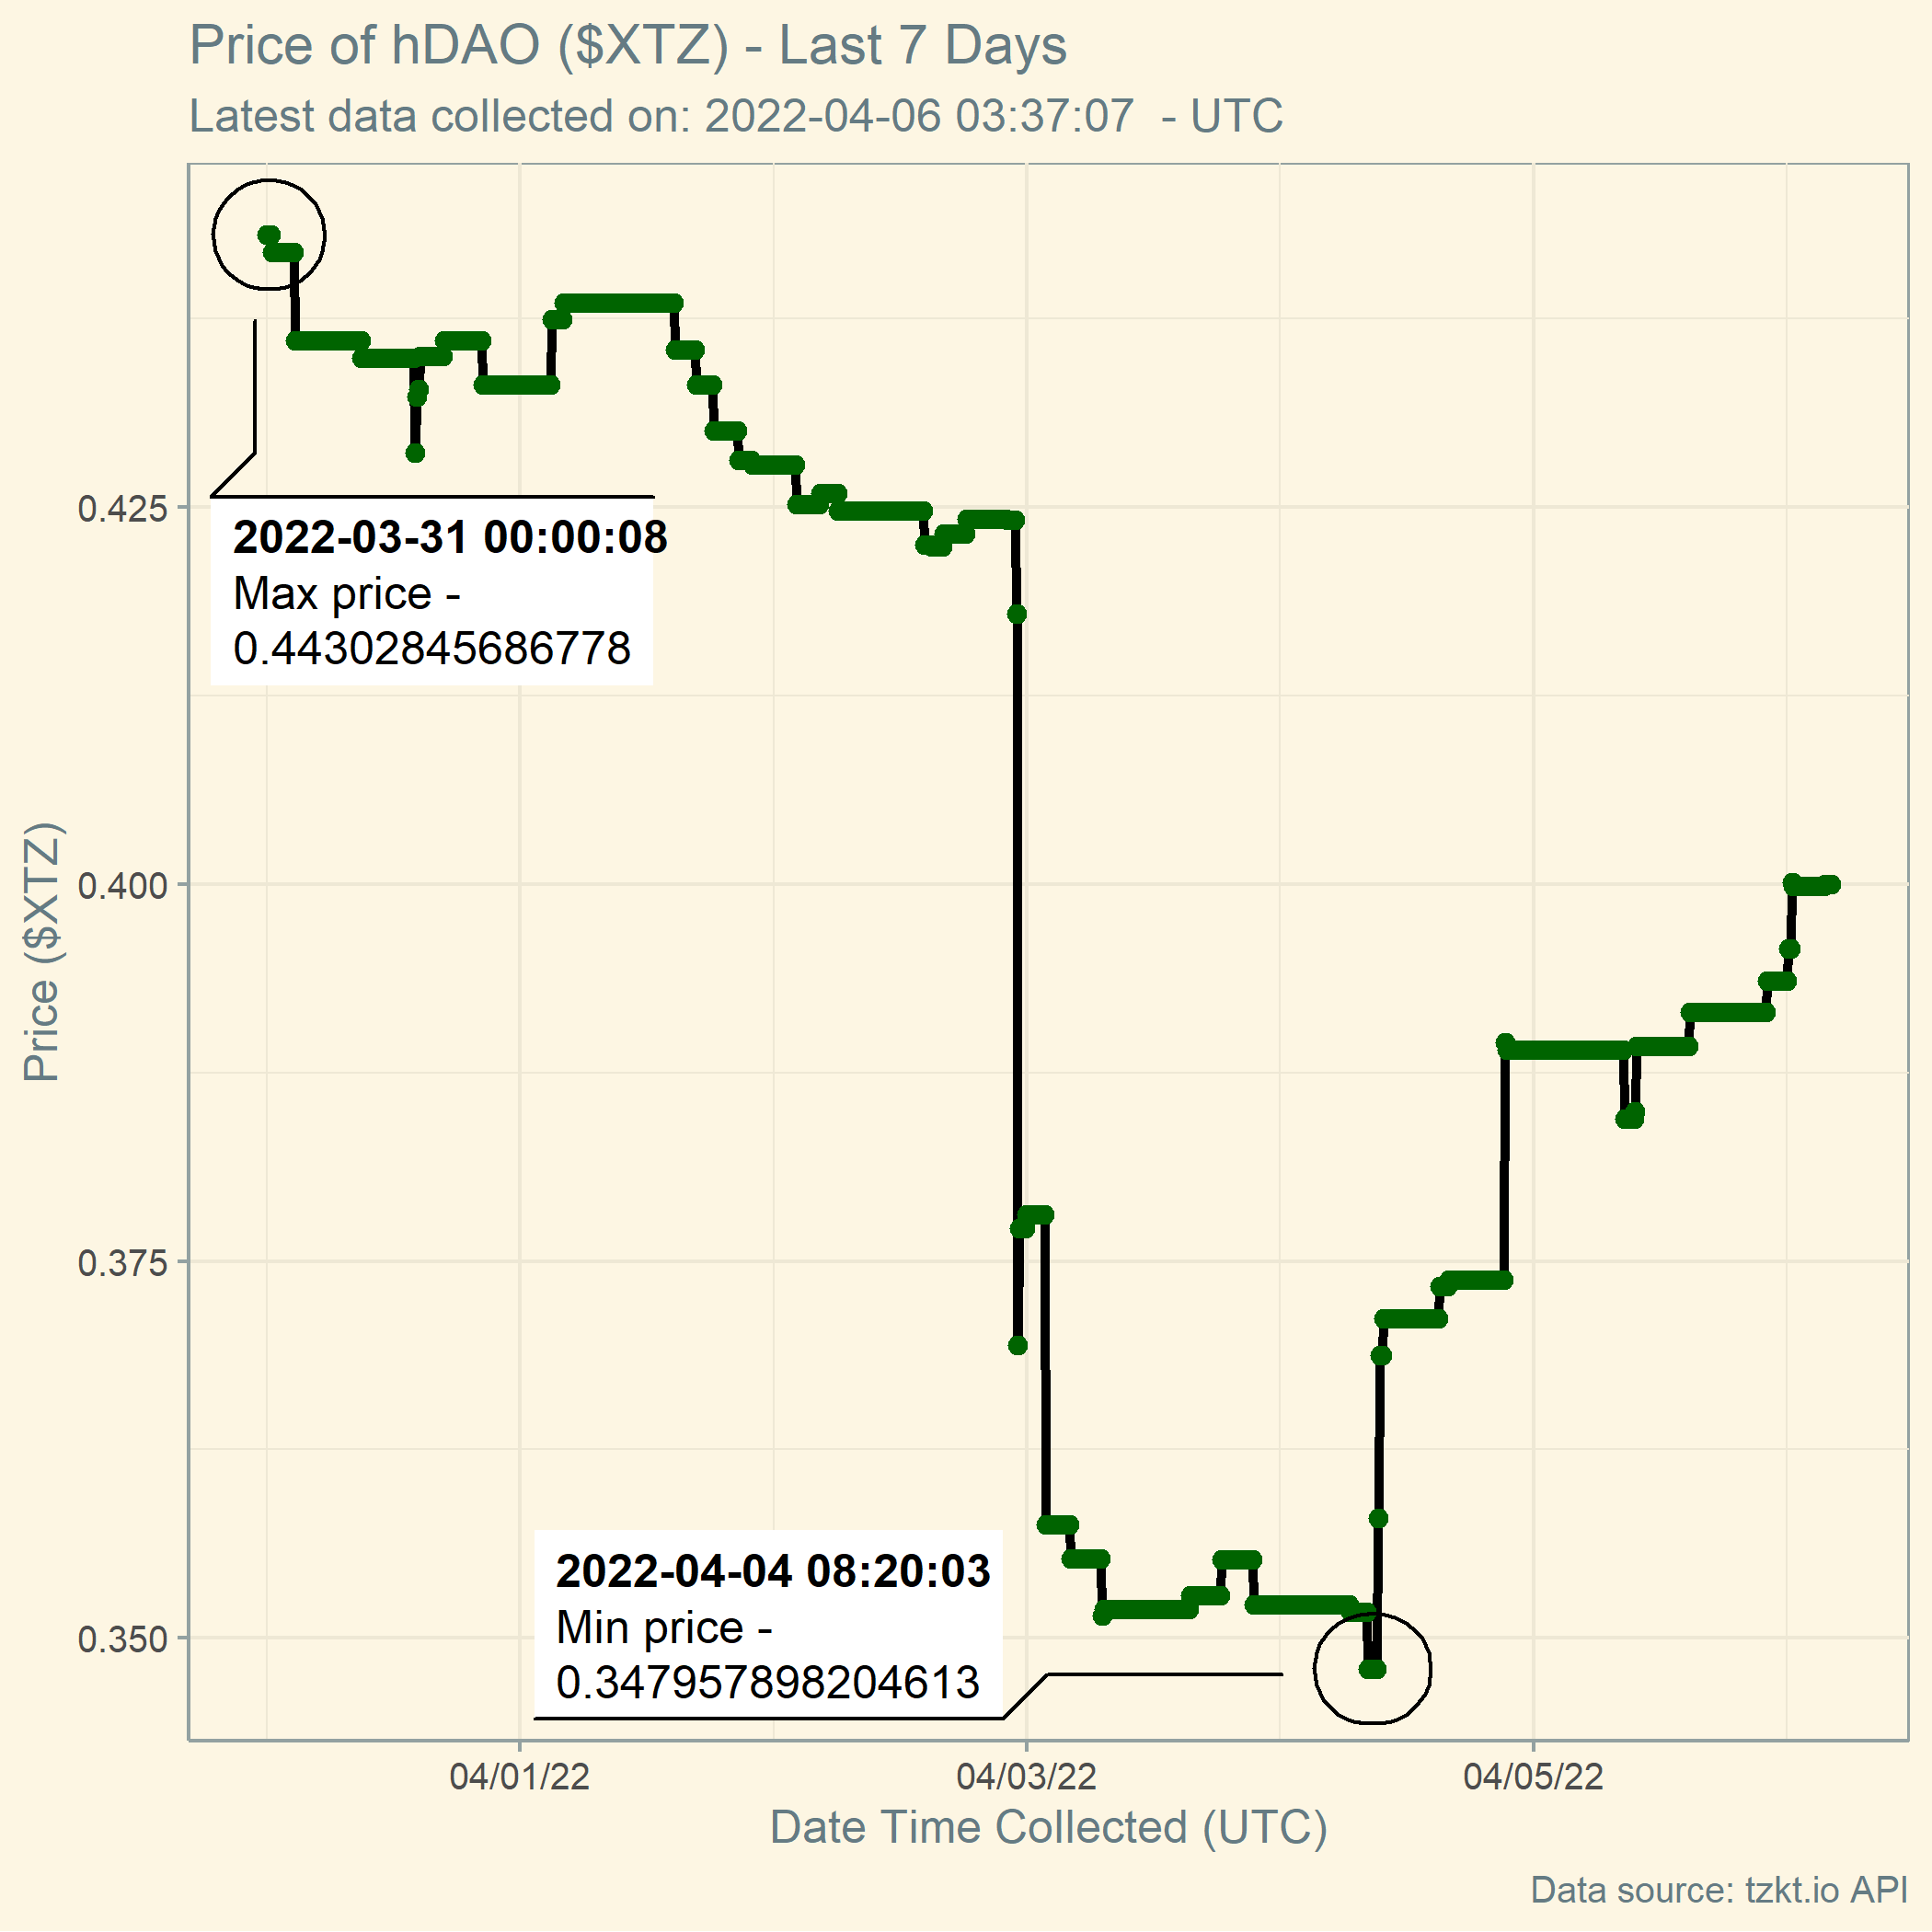 Price of hDAO ($XTZ) - Last 7 Days
Latest data collected on: 2022-04-06 03:37:07  - UTC
2022-03-31 00:00:08
Max price -
0.44302845686778
2022-04-04 08:20:03
Min price -
0.347957898204613
Price ($XTZ)
0.425
0.400
0.375
0.350
04/01/22
04/03/22
04/05/22
Date Time Collected (UTC)
Data source: tzkt.io API